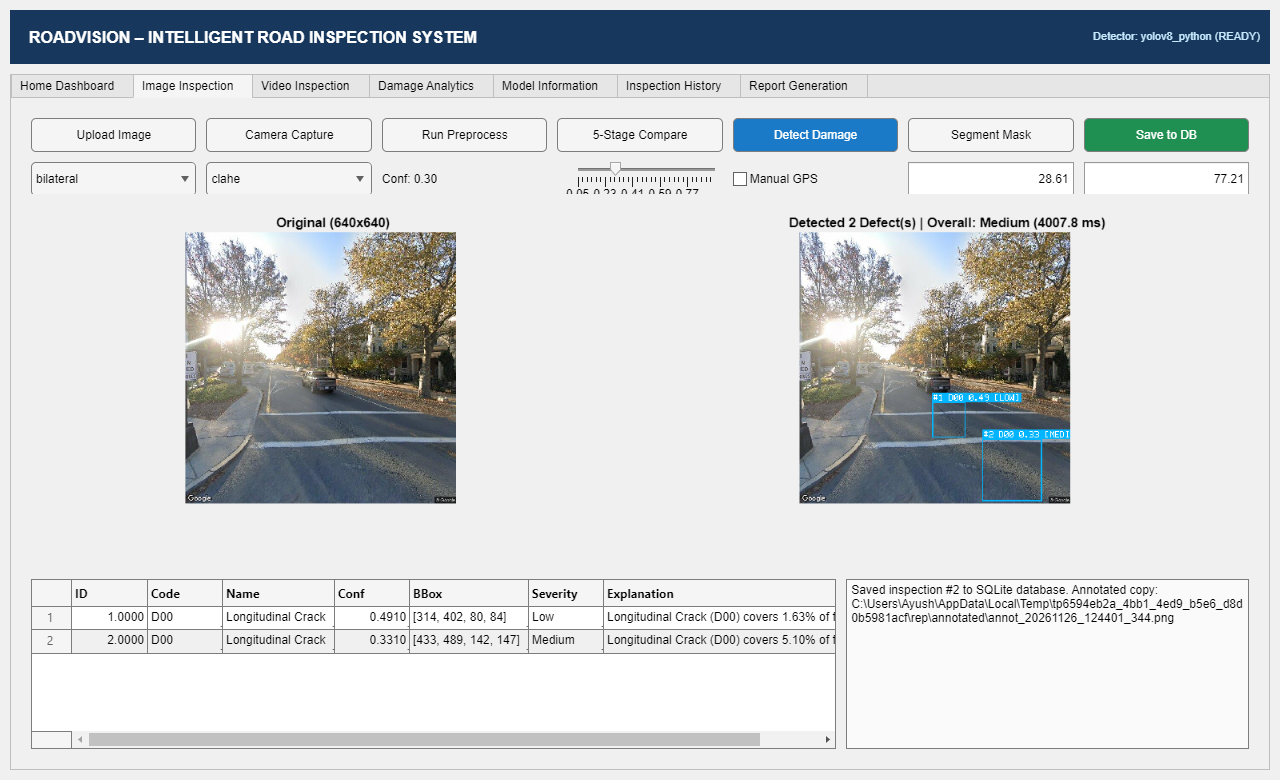 ROADVISION – INTELLIGENT ROAD INSPECTION SYSTEM
Detector: yolov8_python (READY)
Home Dashboard
Image Inspection
Video Inspection
Damage Analytics
Model Information
Inspection History
Report Generation
Upload Image
Camera Capture
Run Preprocess
5-Stage Compare
Detect Damage
Segment Mask
Save to DB
bilateral
clahe
Conf: 0.30
0.05 0.23 0.41 0.59 0.77
Manual GPS
28.61
77.21
Original (640x640)
Detected 2 Defect(s) | Overall: Medium (4007.8 ms)
Google
© Google
#1 D00 0.49 [LOW]
#2 D00 0.33 [MEDI
Google
© Google
ID Code Name Conf BBox Severity Explanation
1 1.0000 D00 Longitudinal Crack 0.4910 [314, 402, 80, 84] Low Longitudinal Crack (D00) covers 1.63% of f
2 2.0000 D00 Longitudinal Crack 0.3310 [433, 489, 142, 147] Medium Longitudinal Crack (D00) covers 5.10% of f
Saved inspection #2 to SQLite database. Annotated copy:
C:\Users\Ayush\AppData\Local\Temp\tp6594eb2a_4bb1_4ed9_b5e6_d8d
0b5981acf\rep\annotated\annot_20261126_124401_344.png